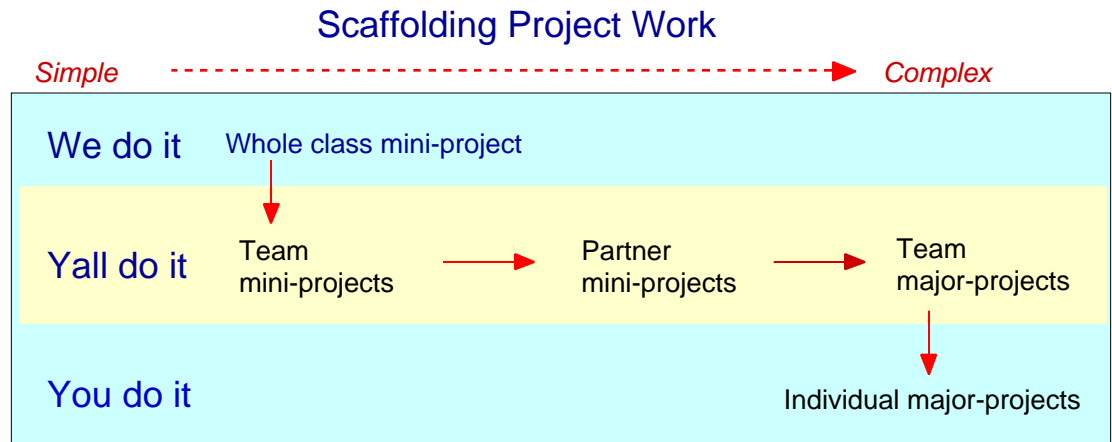 Scaffolding Project Work
Simple
Complex
We do it
Whole class mini-project
Yall do it
Team
mini-projects
Partner
mini-projects
Team
major-projects
You do it
Individual major-projects